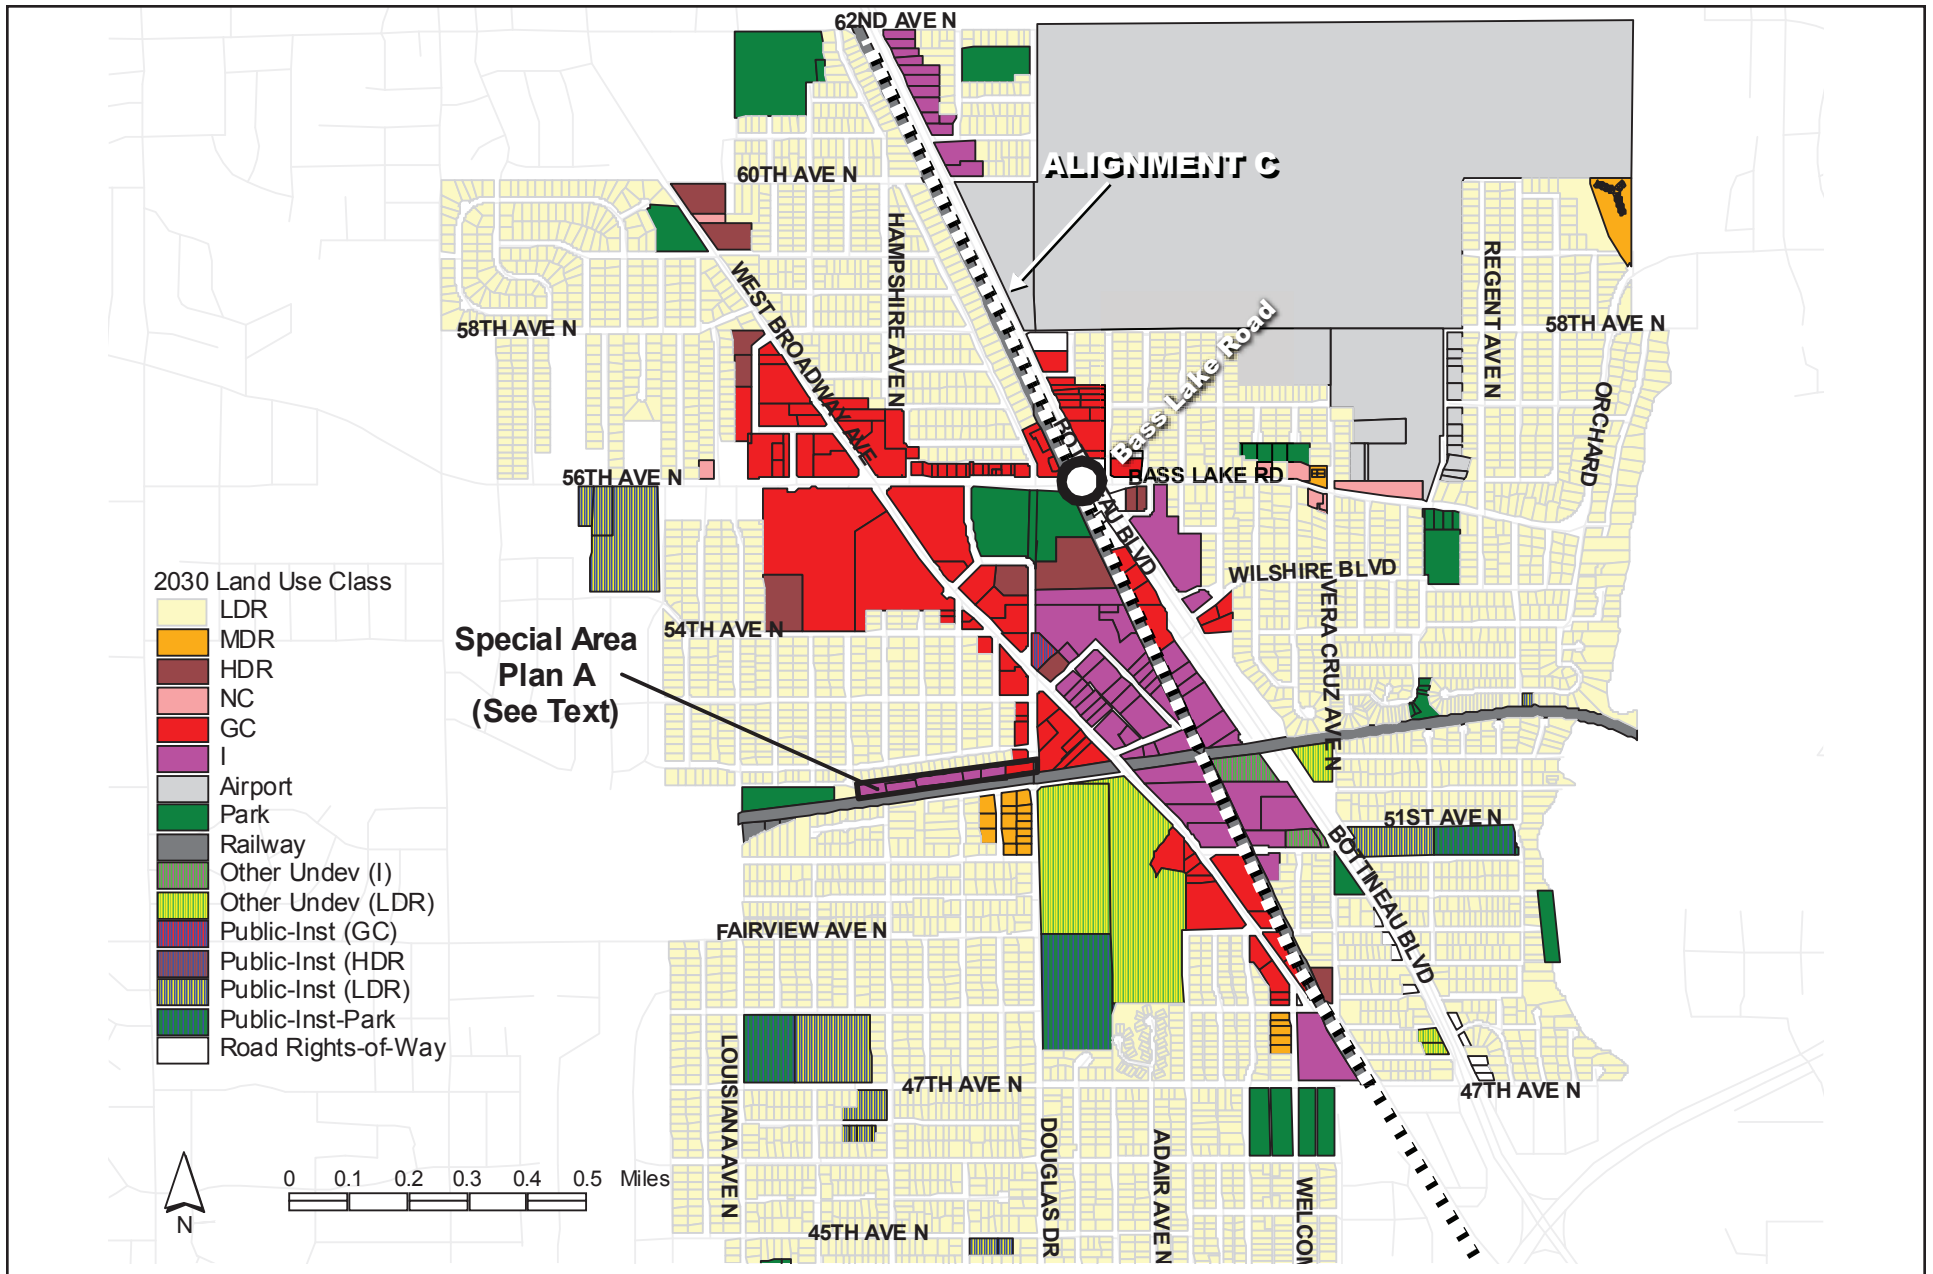 62ND AVE N
ALIGNMENT C
60TH AVE N
HAMPSHIRE AVE N
REGENT AVE N
WEST BROADWAY AVE
58TH AVE N
58TH AVE N
Bass Lake Road
ORCHARD
56TH AVE N
BASS LAKE RD
AU BLVD
WILSHIRE BLVD
VERA CRUZ AVE N
54TH AVE N
Special Area
Plan A
(See Text)
2030 Land Use Class
LDR
MDR
HDR
NC
GC
I
Airport
Park
Railway
Other Undev (I)
Other Undev (LDR)
Public-Inst (GC)
Public-Inst (HDR
Public-Inst (LDR)
Public-Inst-Park
Road Rights-of-Way
51ST AVE N
BOTTINEAU BLVD
FAIRVIEW AVE N
LOUISIANA AVE N
47TH AVE N
47TH AVE N
DOUGLAS DR
ADAIR AVE N
WELCOM
45TH AVE N
0 0.1 0.2 0.3 0.4 0.5 Miles
N